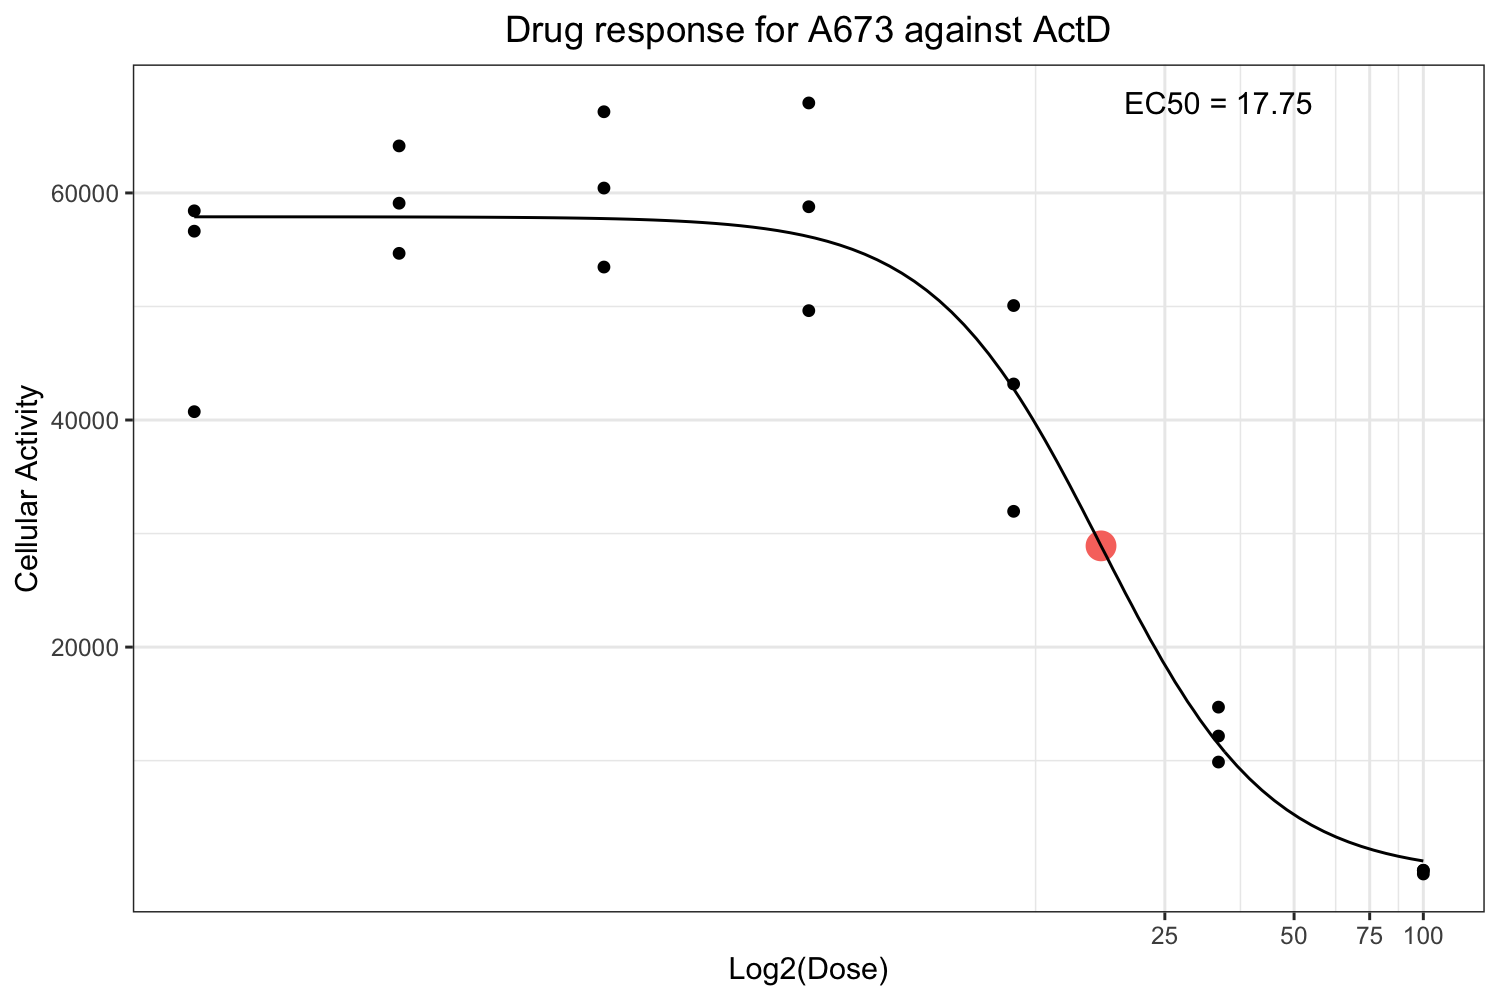 Drug response for A673 against ActD
EC50 = 17.75
60000
40000
20000
Cellular Activity
25 50 75 100
Log2(Dose)